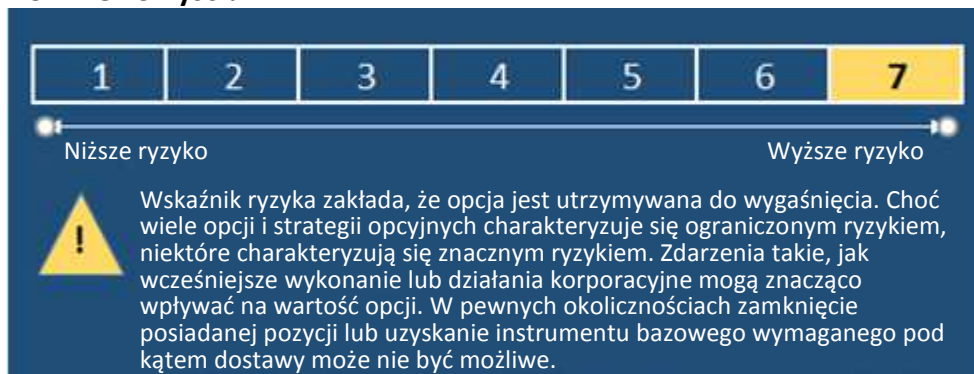 1 2 3 4 5 6 7
Niższe ryzyko Wyższe ryzyko
! Wskaźnik ryzyka zakłada, że opcja jest utrzymywana do wygaśnięcia. Choć
wiele opcji i strategii opcyjnych charakteryzuje się ograniczonym ryzykiem,
niektóre charakteryzują się znacznym ryzykiem. Zdarzenia takie, jak
wcześniejsze wykonanie lub działania korporacyjne mogą znacząco
wpływać na wartość opcji. W pewnych okolicznościach zamknięcie
posiadanej pozycji lub uzyskanie instrumentu bazowego wymaganego pod
kątem dostawy może nie być możliwe.